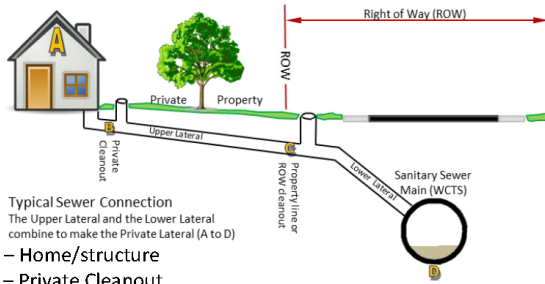 Right of Way (ROW)
A
ROW
Private Property
B
Upper Lateral
Private
Cleanout
C
Property line or
ROW cleanout
Lower Lateral
Sanitary Sewer
Main (WCTS)
D
Typical Sewer Connection
The Upper Lateral and the Lower Lateral
combine to make the Private Lateral (A to D)
– Home/structure
– Private Cleanout